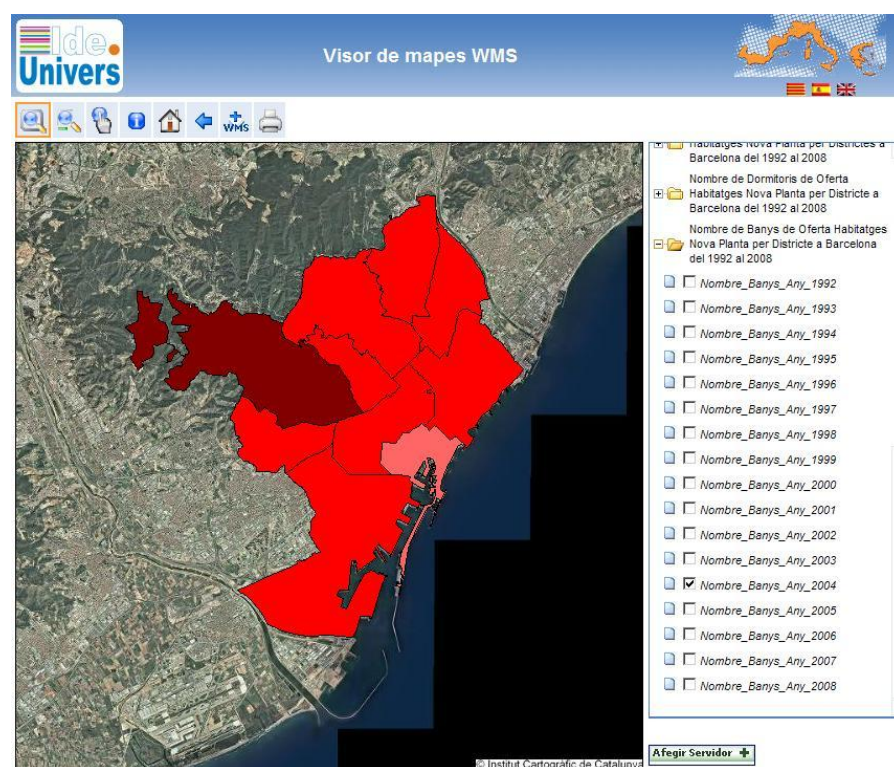 Ide
Univers
Visor de mapes WMS
WMS
Habitatges Nova Planta per Districtes a
Barcelona del 1992 al 2008
Nombre de Dormitoris de Oferta
Habitatges Nova Planta per Districte a
Barcelona del 1992 al 2008
Nombre de Banys de Oferta Habitatges
Nova Planta per Districte a Barcelona
del 1992 al 2008
Nombre_Banys_Any_1992
Nombre_Banys_Any_1993
Nombre_Banys_Any_1994
Nombre_Banys_Any_1995
Nombre_Banys_Any_1996
Nombre_Banys_Any_1997
Nombre_Banys_Any_1998
Nombre_Banys_Any_1999
Nombre_Banys_Any_2000
Nombre_Banys_Any_2001
Nombre_Banys_Any_2002
Nombre_Banys_Any_2003
Nombre_Banys_Any_2004
Nombre_Banys_Any_2005
Nombre_Banys_Any_2006
Nombre_Banys_Any_2007
Nombre_Banys_Any_2008
Afegir Servidor
© Institut Cartogràfic de Catalunya